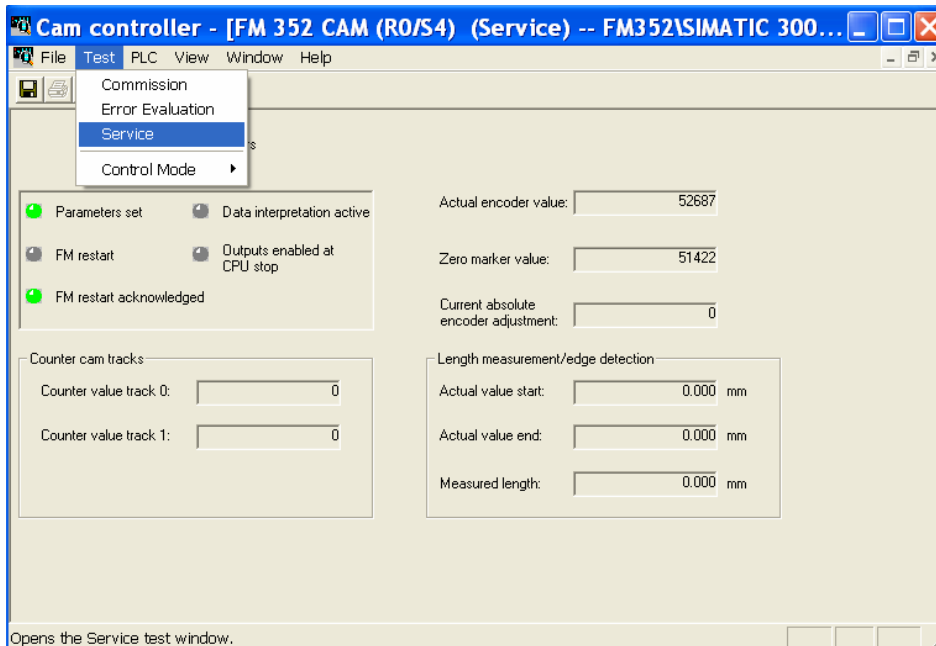 Cam controller - [FM 352 CAM (R0/S4) (Service) -- FM352\SIMATIC 300...
File Test PLC View Window Help
Commission
Error Evaluation
Service
Control Mode
Parameters set
Data interpretation active
FM restart
Outputs enabled at
CPU stop
FM restart acknowledged
Actual encoder value: 52687
Zero marker value: 51422
Current absolute
encoder adjustment: 0
Counter cam tracks
Counter value track 0: 0
Counter value track 1: 0
Length measurement/edge detection
Actual value start: 0.000 mm
Actual value end: 0.000 mm
Measured length: 0.000 mm
Opens the Service test window.